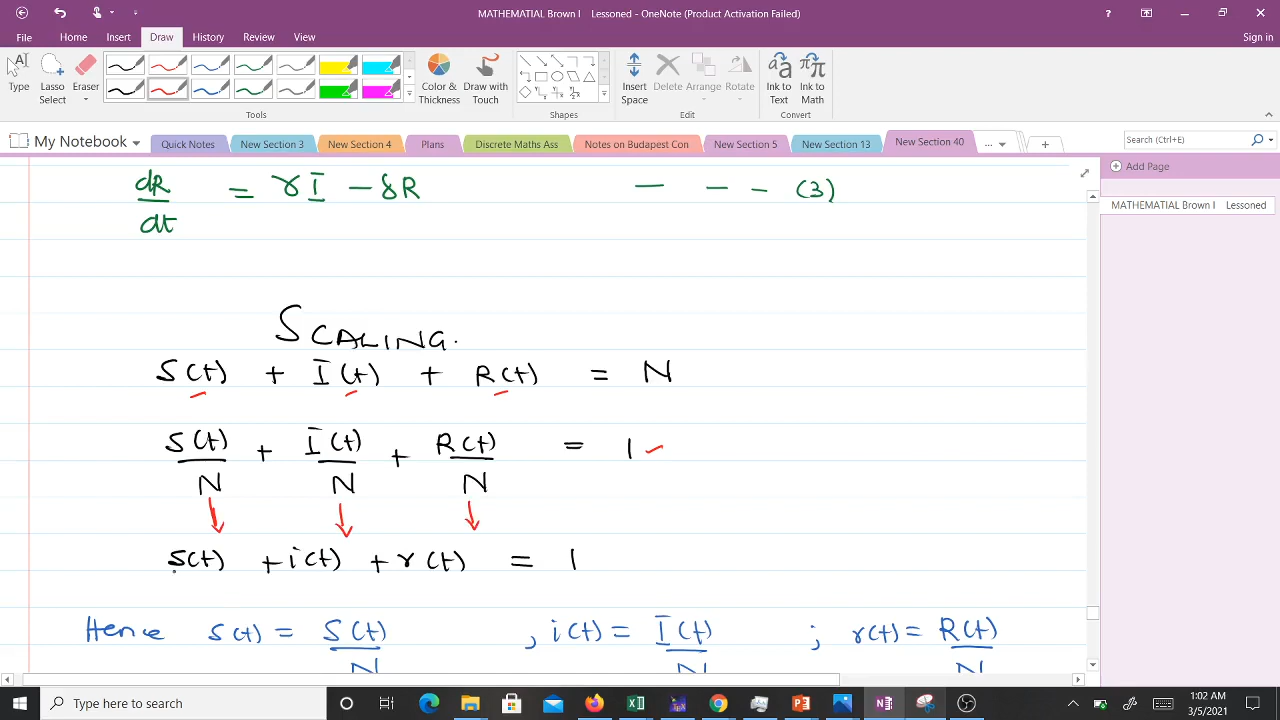 MATHEMATIAL Brown I Lessoned - OneNote (Product Activation Failed)
File Home Insert Draw History Review View Sign in
Type Lasso Select Eraser Color & Thickness Draw with Touch Insert Space Delete Arrange Rotate Ink to Text Ink to Math
Tools Shapes Edit Convert
My Notebook Quick Notes New Section 3 New Section 4 Plans Discrete Maths Ass Notes on Budapest Con New Section 5 New Section 13 New Section 40 ... Search (Ctrl+E)
Add Page
MATHEMATIAL Brown I Lessoned
dR/dt = γI − δR — — — (3)
SCALING.
S(t) + I(t) + R(t) = N
S(t)/N + I(t)/N + R(t)/N = 1
s(t) + i(t) + r(t) = 1
Hence s(t) = S(t)/N , i(t) = I(t)/N ; r(t) = R(t)/N
Type here to search
1:02 AM
3/5/2021